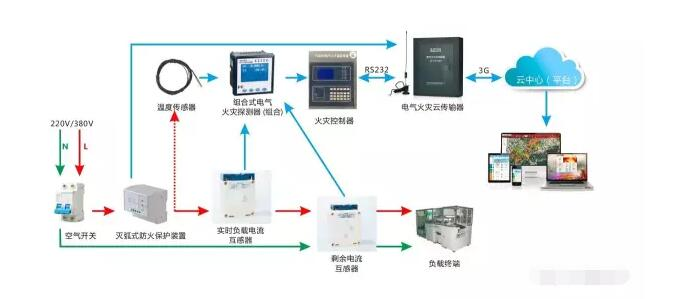 RS232
3G
云中心（平台）
温度传感器
组合式电气
火灾探测器(组合)
火灾控制器
电气火灾云传输器
220V/380V
N
L
空气开关
灭弧式防火保护装置
实时负载电流
互感器
剩余电流
互感器
负载终端